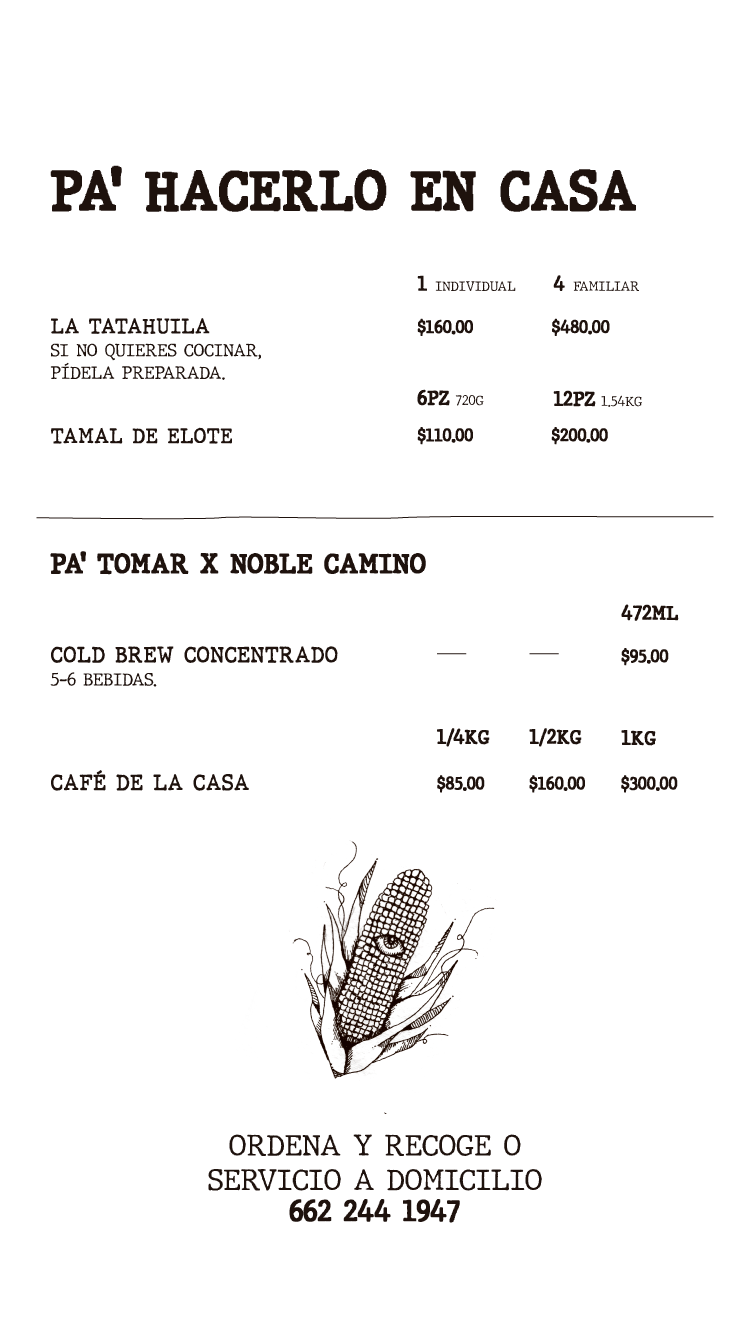 PA' HACERLO EN CASA
1 INDIVIDUAL 4 FAMILIAR
LA TATAHUILA $160.00 $480.00
SI NO QUIERES COCINAR,
PÍDELA PREPARADA.
6PZ 720G 12PZ 1.54KG
TAMAL DE ELOTE $110.00 $200.00
PA' TOMAR X NOBLE CAMINO
472ML
COLD BREW CONCENTRADO — — $95.00
5-6 BEBIDAS.
1/4KG 1/2KG 1KG
CAFÉ DE LA CASA $85.00 $160.00 $300.00
ORDENA Y RECOGE O
SERVICIO A DOMICILIO
662 244 1947